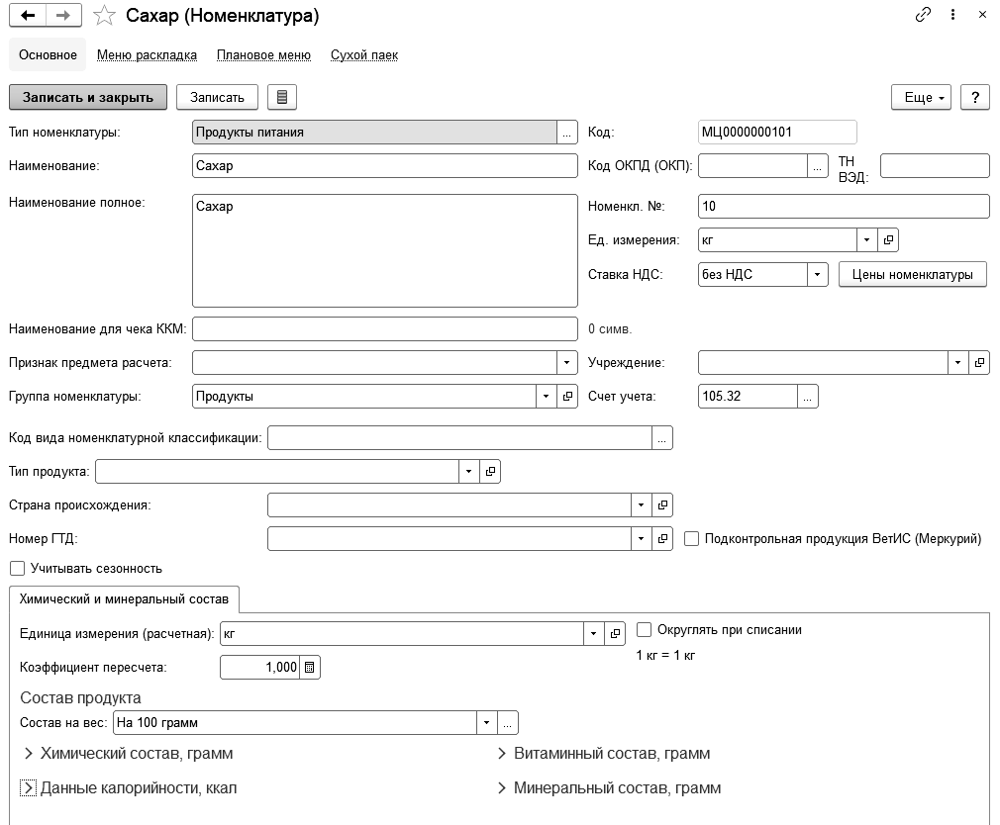 Сахар (Номенклатура)
Основное Меню раскладка Плановое меню Сухой паек
Записать и закрыть Записать Еще ?
Тип номенклатуры: Продукты питания ... Код: МЦ0000000101
Наименование: Сахар Код ОКПД (ОКП): ... ТН ВЭД:
Наименование полное: Сахар Номенкл. №: 10
Ед. измерения: кг
Ставка НДС: без НДС Цены номенклатуры
Наименование для чека ККМ: 0 симв.
Признак предмета расчета: Учреждение:
Группа номенклатуры: Продукты Счет учета: 105.32 ...
Код вида номенклатурной классификации: ...
Тип продукта:
Страна происхождения:
Номер ГТД: Подконтрольная продукция ВетИС (Меркурий)
Учитывать сезонность
Химический и минеральный состав
Единица измерения (расчетная): кг Округлять при списании
1 кг = 1 кг
Коэффициент пересчета: 1,000
Состав продукта
Состав на вес: На 100 грамм ...
Химический состав, грамм Витаминный состав, грамм
Данные калорийности, ккал Минеральный состав, грамм